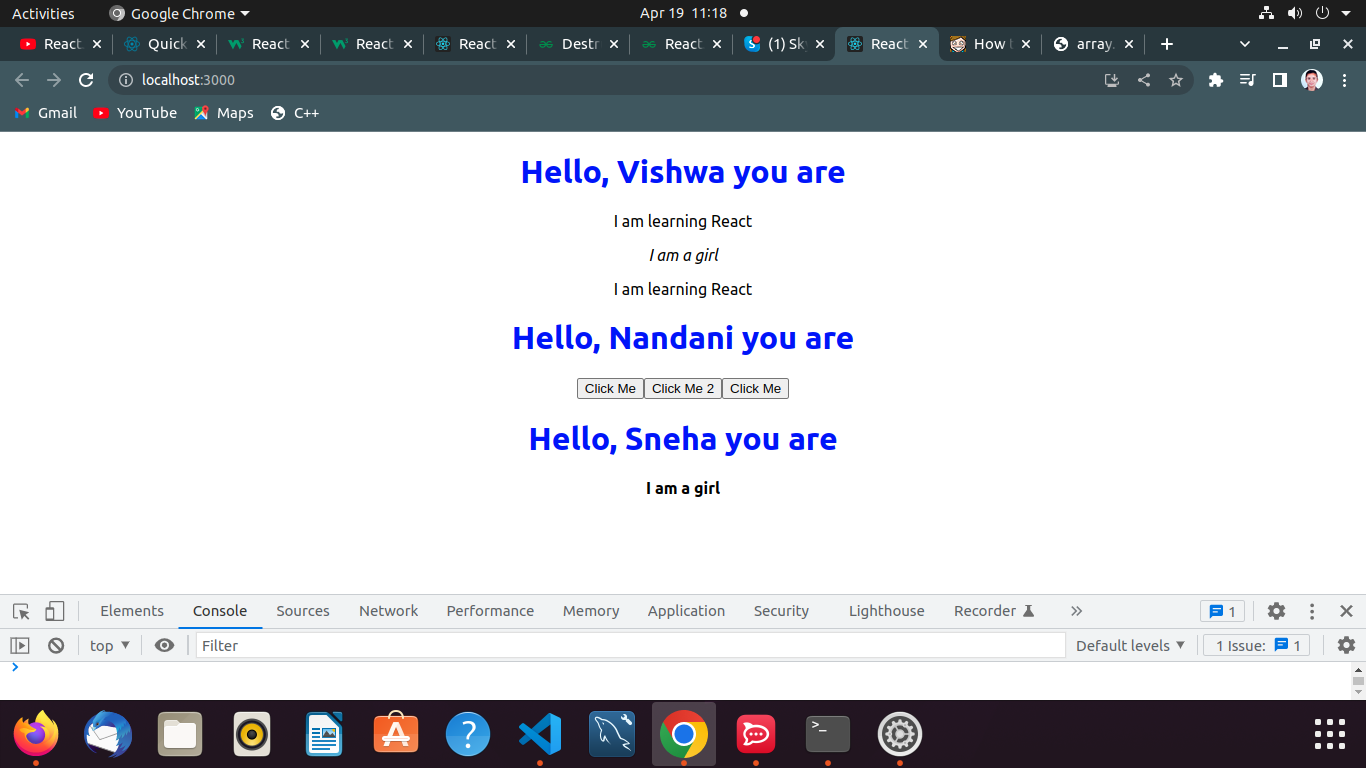 Activities Google Chrome Apr 19 11:18
React Quick React React React Destr React (1) Sky React How t array.
localhost:3000
Gmail YouTube Maps C++
Hello, Vishwa you are
I am learning React
I am a girl
I am learning React
Hello, Nandani you are
Click Me Click Me 2 Click Me
Hello, Sneha you are
I am a girl
Elements Console Sources Network Performance Memory Application Security Lighthouse Recorder 1
top Filter Default levels 1 Issue: 1